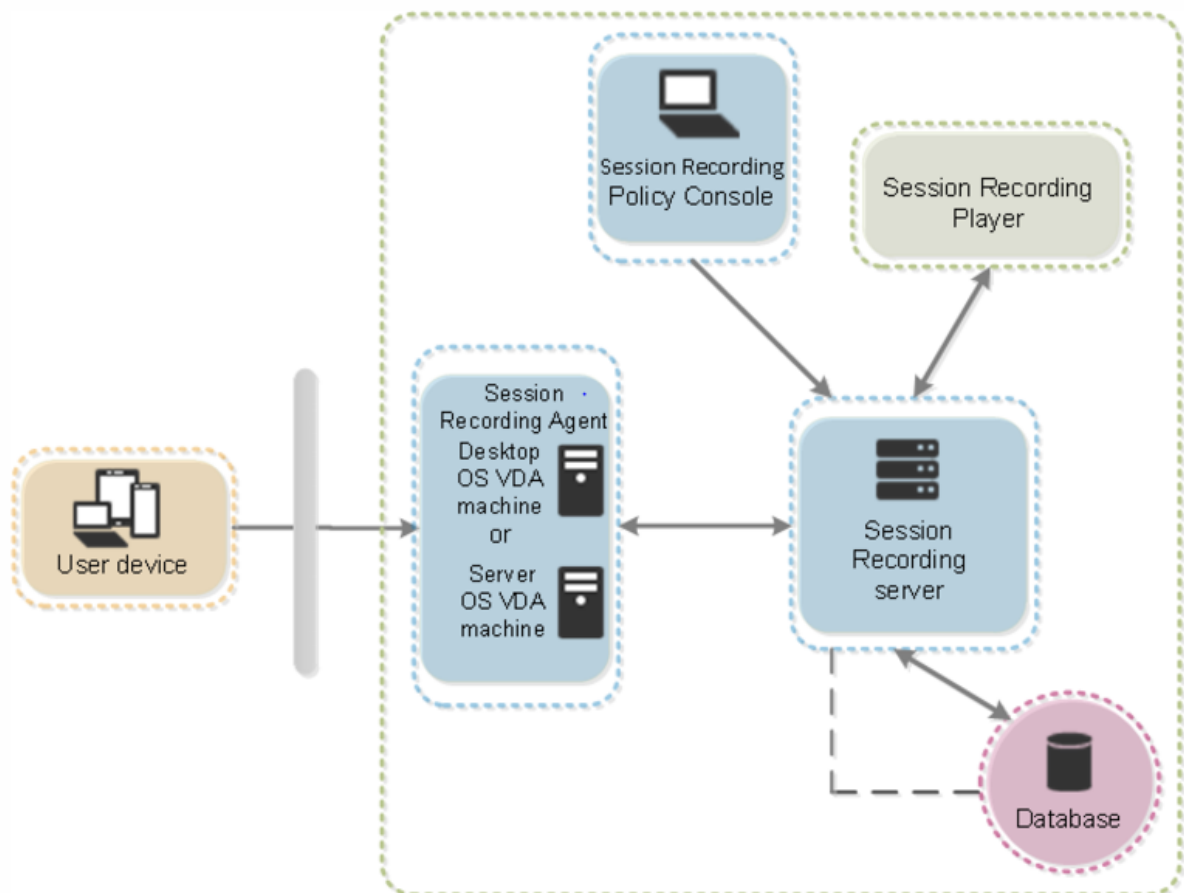 Session Recording
Policy Console
Session Recording
Player
Session
Recording Agent
Desktop
OS VDA
machine
or
Server
OS VDA
machine
User device
Session
Recording
server
Database